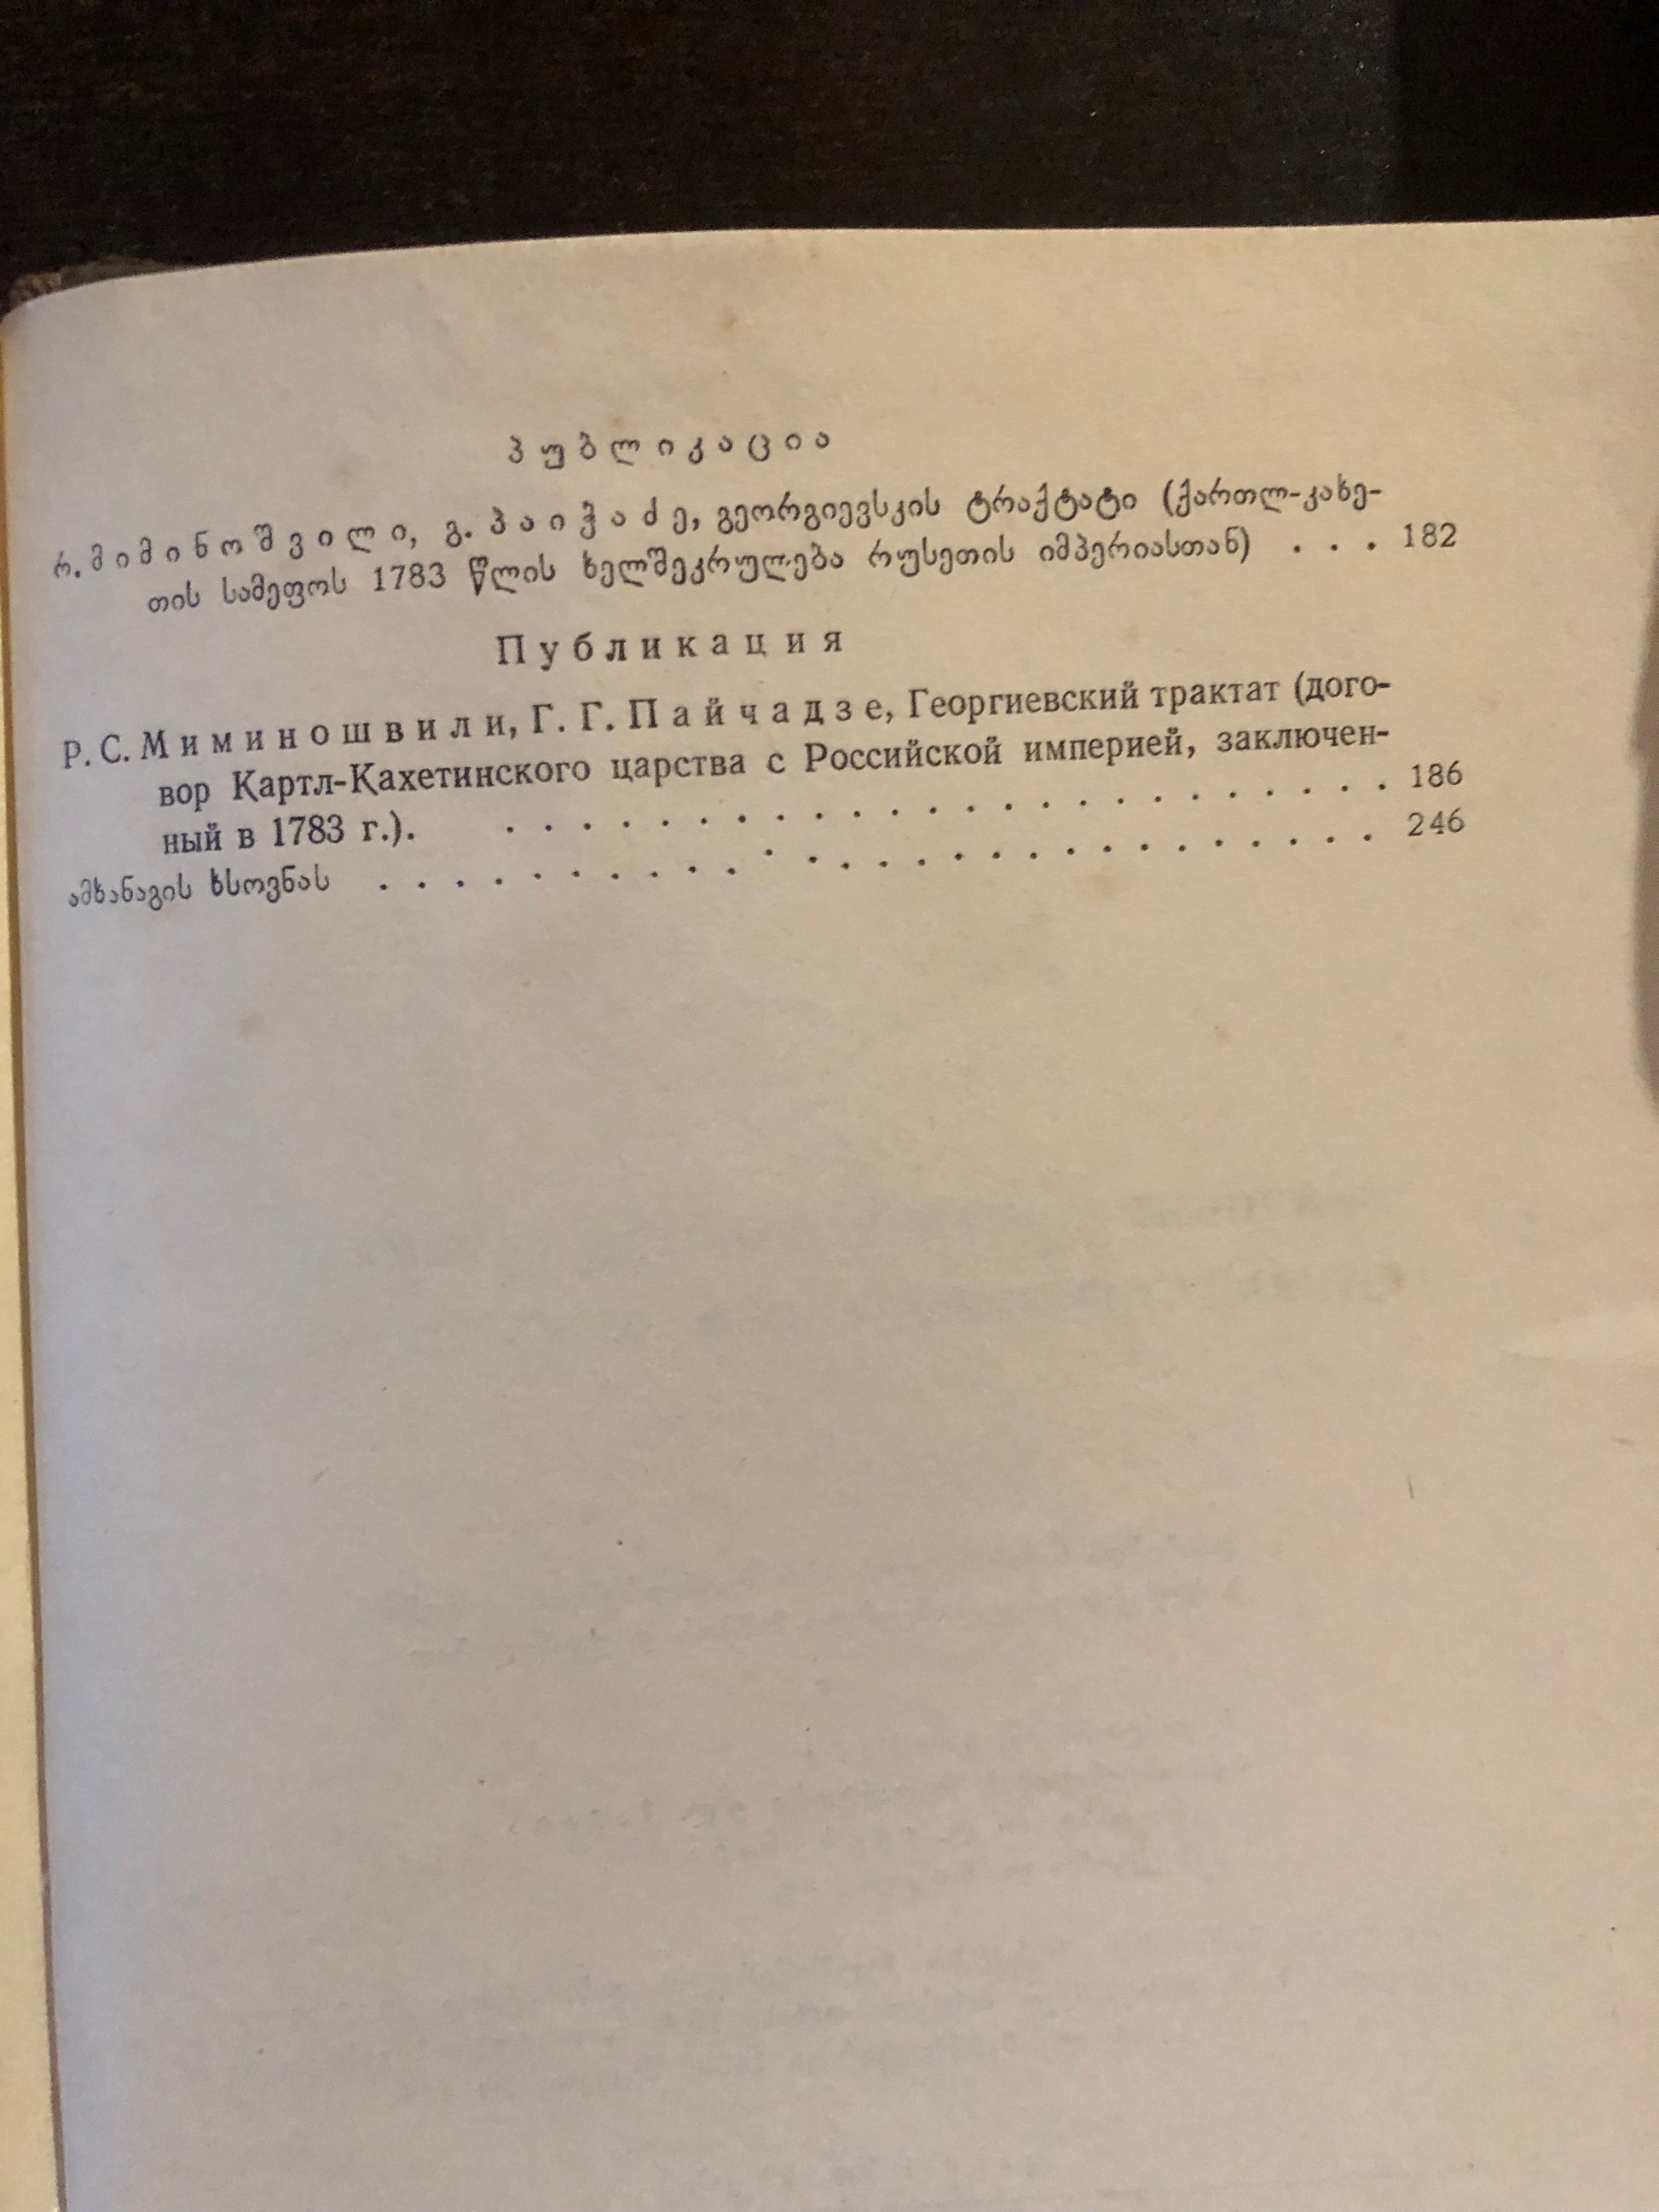 პუბლიკაცია
რ. მიმინოშვილი, გ. პაიჭაძე, გეორგიევსკის ტრაქტატი (ქართლ-კახე-
თის სამეფოს 1783 წლის ხელშეკრულება რუსეთის იმპერიასთან) . . . 182
Публикация
Р. С. Миминошвили, Г. Г. Пайчадзе, Георгиевский трактат (дого-
вор Картл-Кахетинского царства с Российской империей, заключен-
ный в 1783 г.). . . . . . . . . . . . . . . . . . . . . . . . . 186
ამხანაგის ხსოვნას . . . . . . . . . . . . . . . . . . . . . . . . . . 246